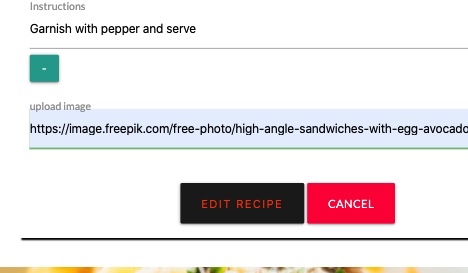 Instructions
Garnish with pepper and serve
-
upload image
https://image.freepik.com/free-photo/high-angle-sandwiches-with-egg-avocado
EDIT RECIPE CANCEL